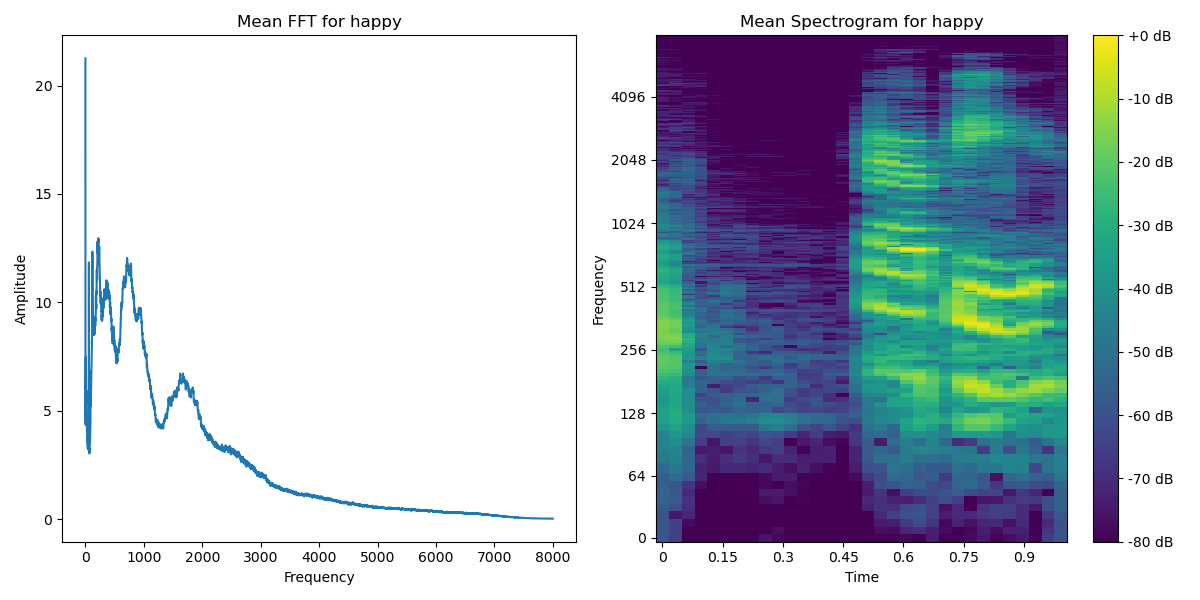 Mean FFT for happy
20
15
10
5
0
Amplitude
0 1000 2000 3000 4000 5000 6000 7000 8000
Frequency
Mean Spectrogram for happy
4096
2048
1024
512
256
128
64
0
Frequency
0 0.15 0.3 0.45 0.6 0.75 0.9
Time
+0 dB
-10 dB
-20 dB
-30 dB
-40 dB
-50 dB
-60 dB
-70 dB
-80 dB